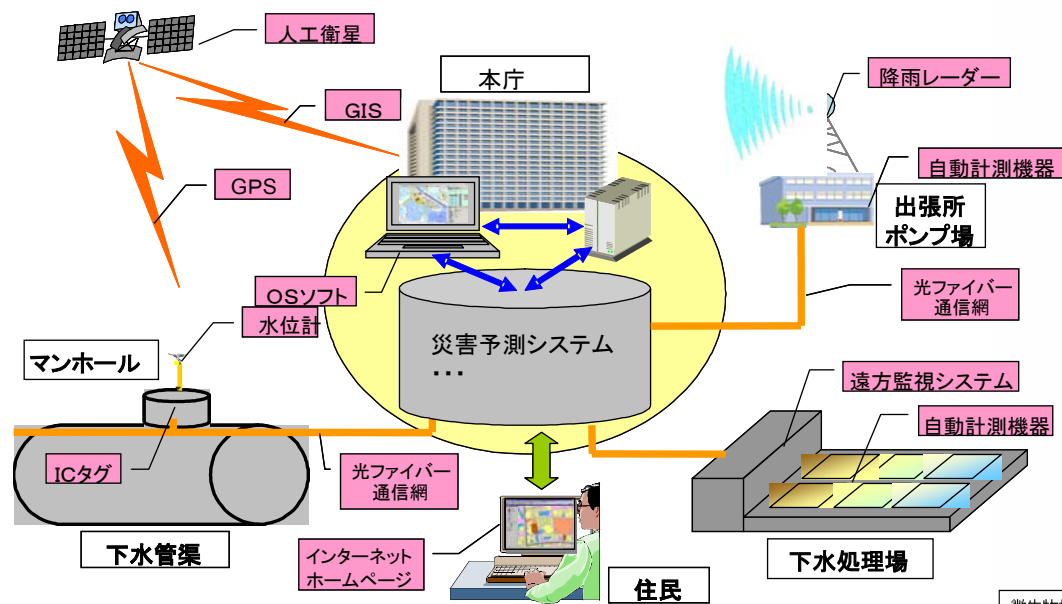 人工衛星
本庁
降雨レーダー
GIS
自動計測機器
GPS
出張所
ポンプ場
OSソフト
光ファイバー
通信網
水位計
災害予測システム
・・・
マンホール
遠方監視システム
自動計測機器
ICタグ
光ファイバー
通信網
下水管渠
インターネット
ホームページ
住民
下水処理場